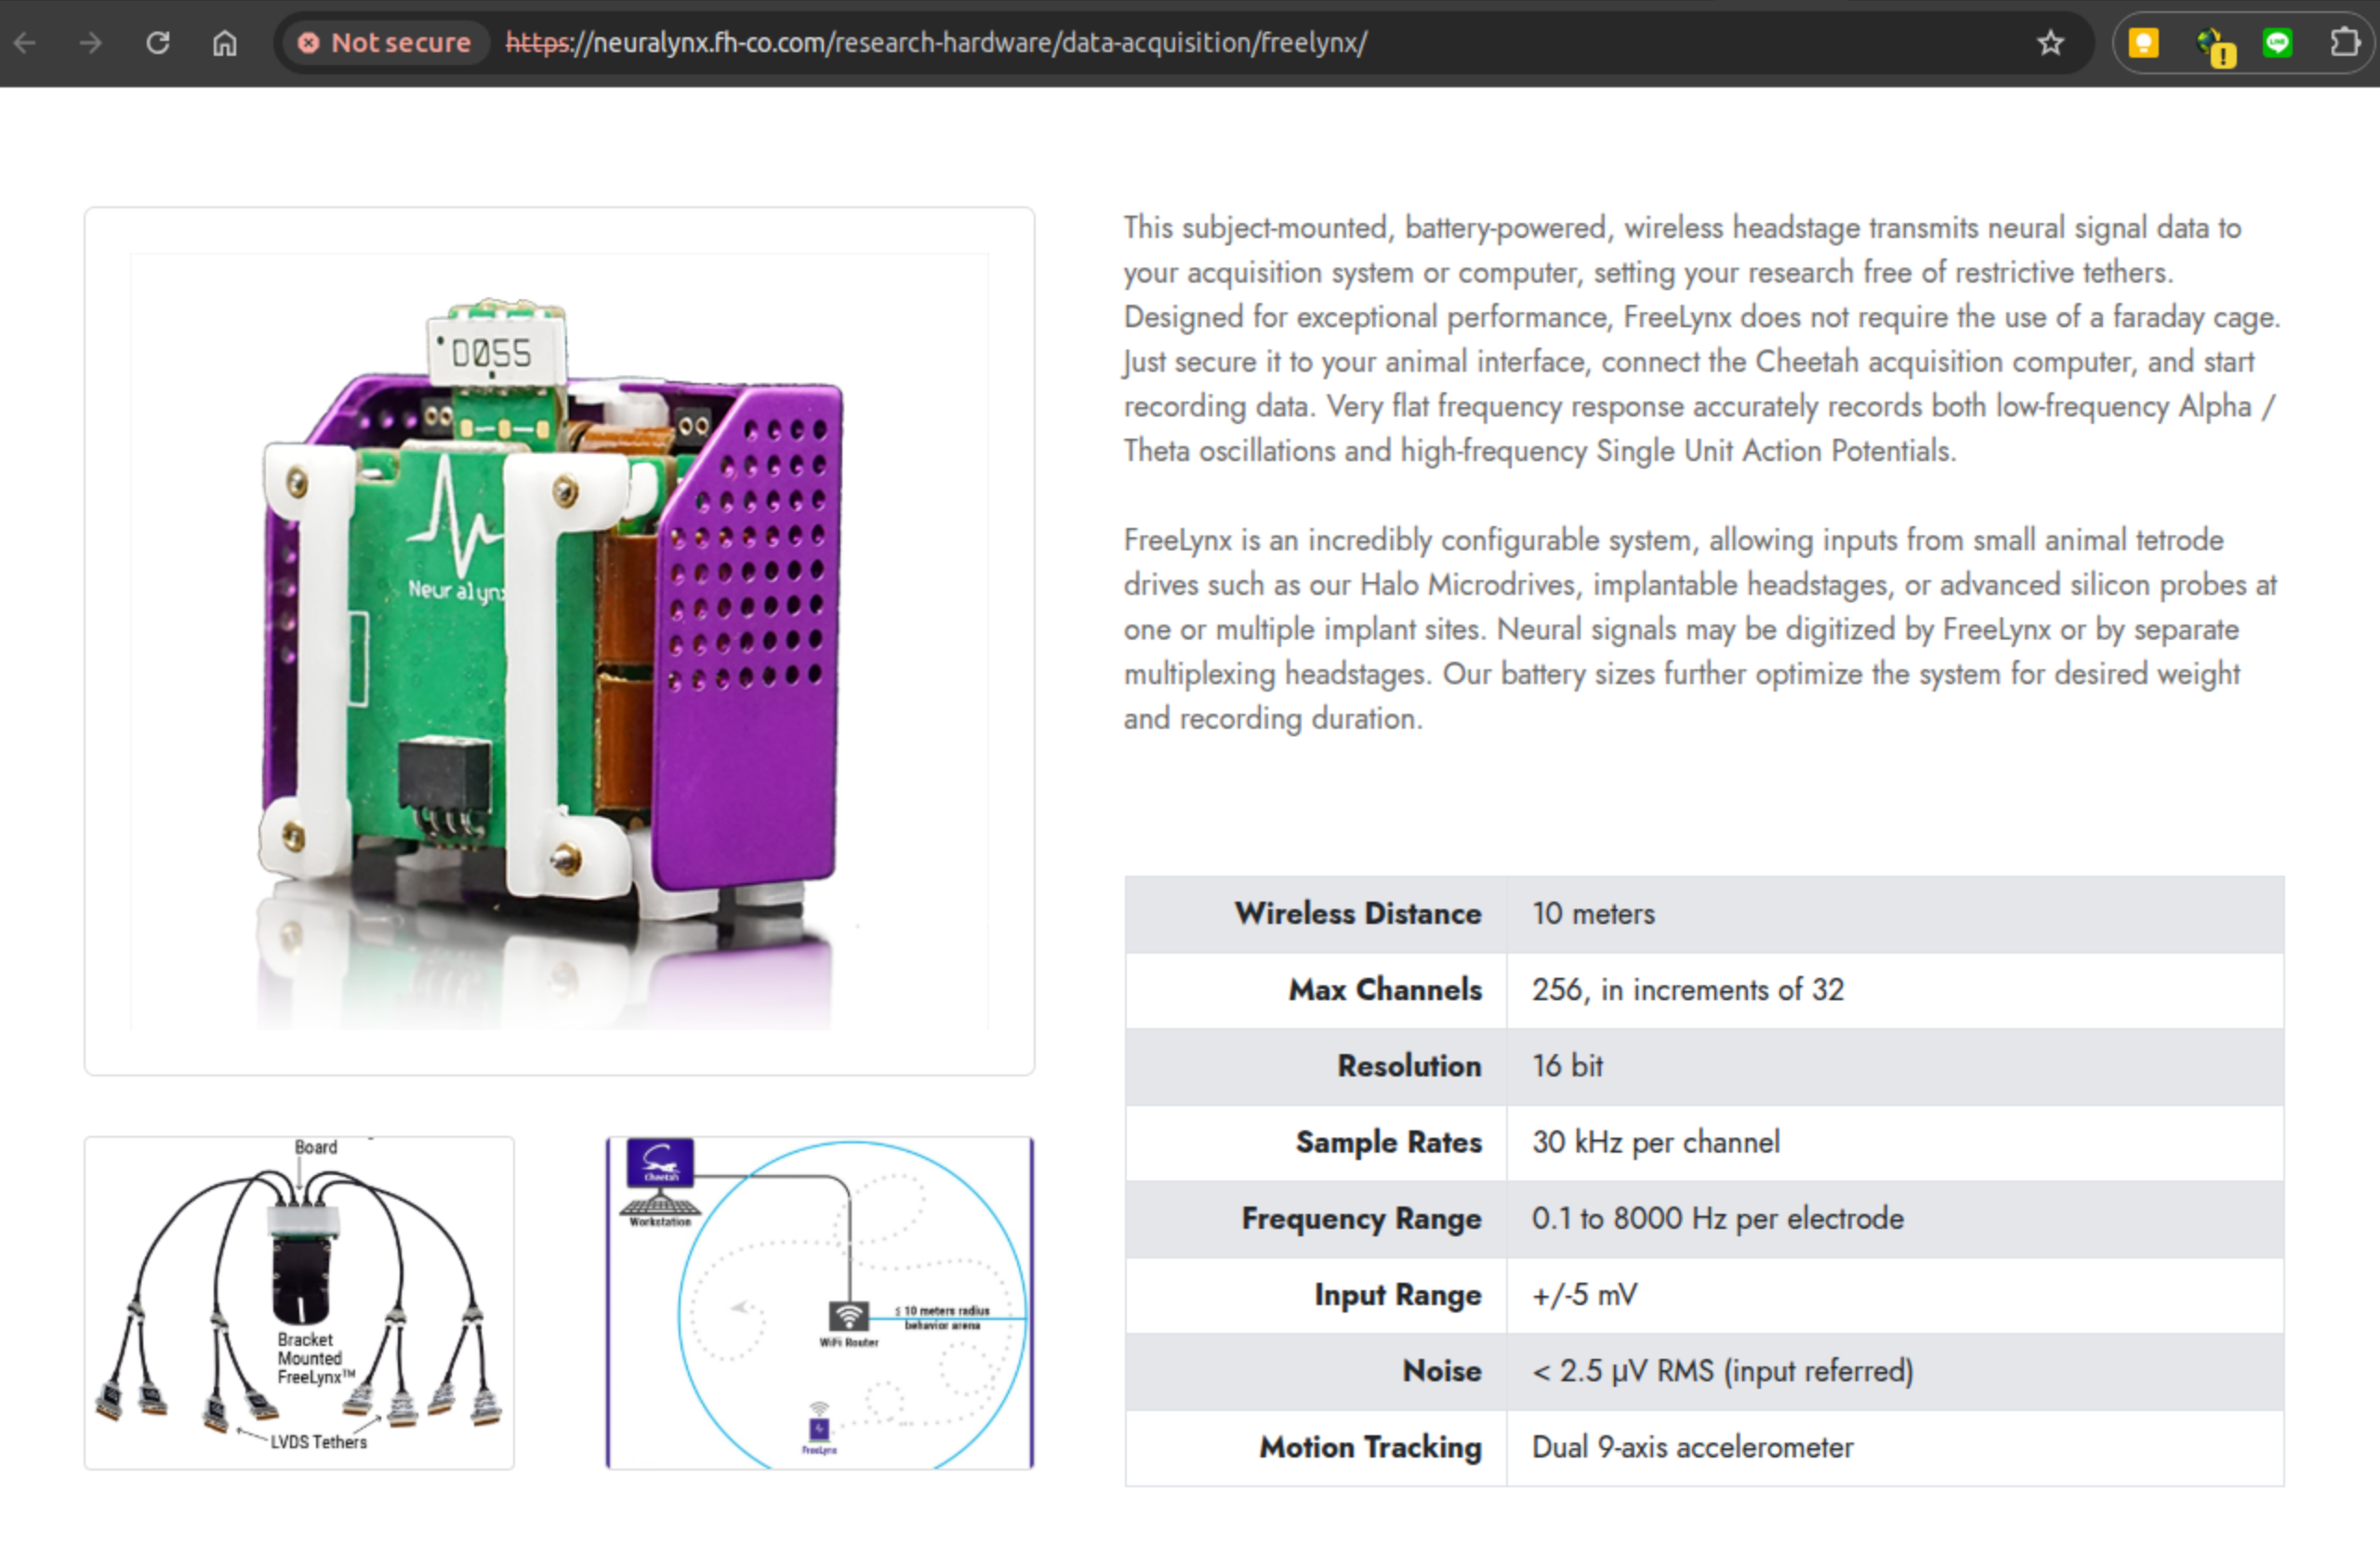 Not secure https://neuralynx.fh-co.com/research-hardware/data-acquisition/freelynx/
D055
Neuralynx
This subject-mounted, battery-powered, wireless headstage transmits neural signal data to
your acquisition system or computer, setting your research free of restrictive tethers.
Designed for exceptional performance, FreeLynx does not require the use of a faraday cage.
Just secure it to your animal interface, connect the Cheetah acquisition computer, and start
recording data. Very flat frequency response accurately records both low-frequency Alpha /
Theta oscillations and high-frequency Single Unit Action Potentials.
FreeLynx is an incredibly configurable system, allowing inputs from small animal tetrode
drives such as our Halo Microdrives, implantable headstages, or advanced silicon probes at
one or multiple implant sites. Neural signals may be digitized by FreeLynx or by separate
multiplexing headstages. Our battery sizes further optimize the system for desired weight
and recording duration.
Wireless Distance 10 meters
Max Channels 256, in increments of 32
Resolution 16 bit
Sample Rates 30 kHz per channel
Frequency Range 0.1 to 8000 Hz per electrode
Input Range +/-5 mV
Noise < 2.5 µV RMS (input referred)
Motion Tracking Dual 9-axis accelerometer
Board
Bracket
Mounted
FreeLynx™
LVDS Tethers
Cheetah
Workstation
≤ 10 meters radius
behavior arena
WiFi Router
FreeLynx